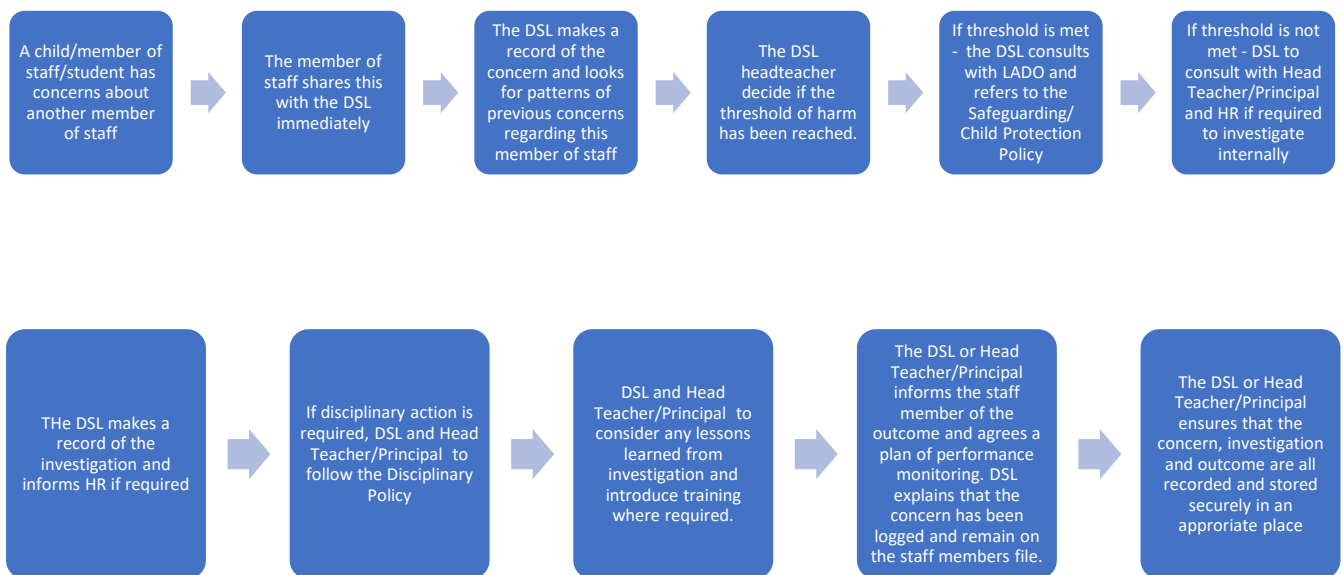 A child/member of
staff/student has
concerns about
another member
of staff
The member of
staff shares this
with the DSL
immediately
The DSL makes a
record of the
concern and looks
for patterns of
previous concerns
regarding this
member of staff
The DSL
headteacher
decide if the
threshold of harm
has been reached.
If threshold is met
- the DSL consults
with LADO and
refers to the
Safeguarding/
Child Protection
Policy
If threshold is not
met - DSL to
consult with Head
Teacher/Principal
and HR if required
to investigate
internally
THe DSL makes a
record of the
investigation and
informs HR if required
If disciplinary action is
required, DSL and Head
Teacher/Principal to
follow the Disciplinary
Policy
DSL and Head
Teacher/Principal to
consider any lessons
learned from
investigation and
introduce training
where required.
The DSL or Head
Teacher/Principal
informs the staff
member of the
outcome and agrees a
plan of performance
monitoring. DSL
explains that the
concern has been
logged and remain on
the staff members file.
The DSL or Head
Teacher/Principal
ensures that the
concern, investigation
and outcome are all
recorded and stored
securely in an
approriate place